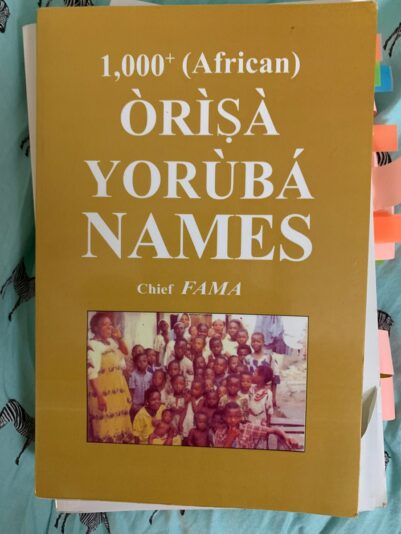 1,000⁺ (African)
ÒRÌṢÀ
YORÙBÁ
NAMES
Chief FAMA